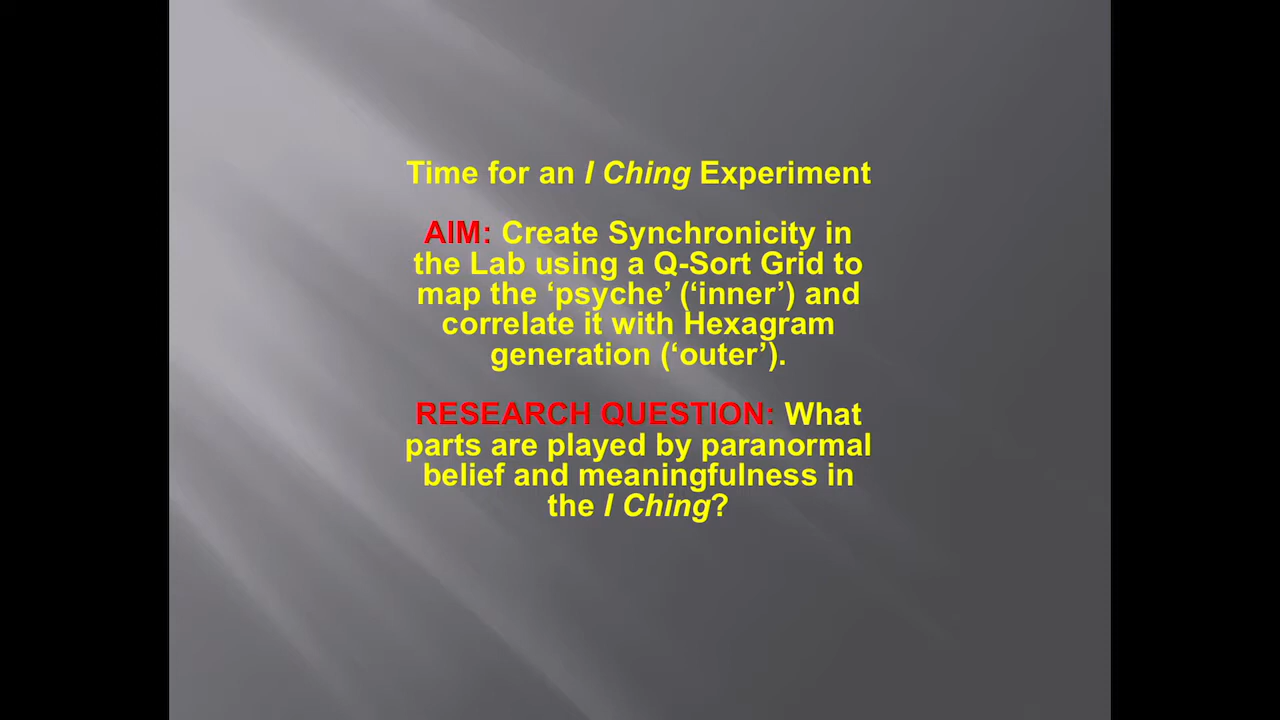 Time for an I Ching Experiment
AIM: Create Synchronicity in
the Lab using a Q-Sort Grid to
map the ‘psyche’ (‘inner’) and
correlate it with Hexagram
generation (‘outer’).
RESEARCH QUESTION: What
parts are played by paranormal
belief and meaningfulness in
the I Ching?